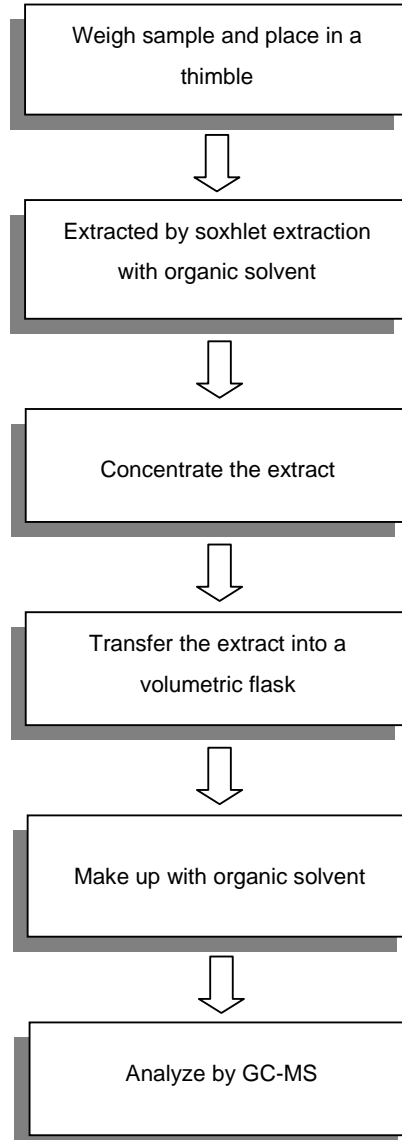 Weigh sample and place in a
thimble
Extracted by soxhlet extraction
with organic solvent
Concentrate the extract
Transfer the extract into a
volumetric flask
Make up with organic solvent
Analyze by GC-MS